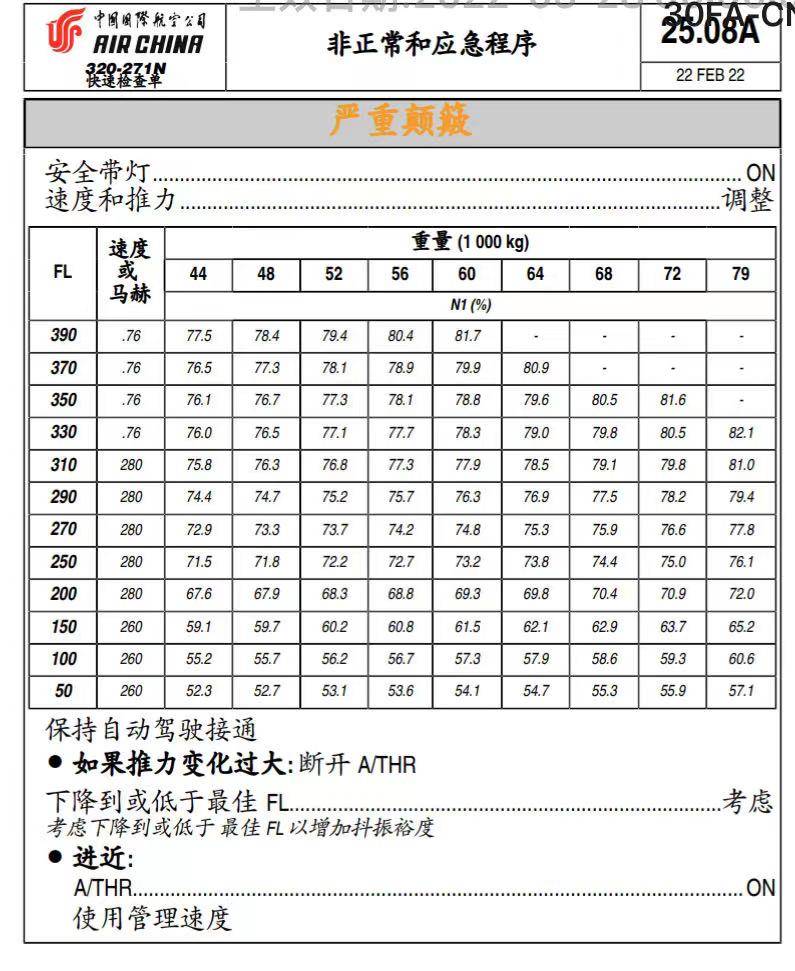 中国国际航空公司
AIR CHINA
320-271N
快速检查单
非正常和应急程序
25.08A
22 FEB 22
严重颠簸
安全带灯 ON
速度和推力 调整
FL 速度或马赫 重量 (1 000 kg)
44 48 52 56 60 64 68 72 79
N1 (%)
390 .76 77.5 78.4 79.4 80.4 81.7 - - - -
370 .76 76.5 77.3 78.1 78.9 79.9 80.9 - - -
350 .76 76.1 76.7 77.3 78.1 78.8 79.6 80.5 81.6 -
330 .76 76.0 76.5 77.1 77.7 78.3 79.0 79.8 80.5 82.1
310 280 75.8 76.3 76.8 77.3 77.9 78.5 79.1 79.8 81.0
290 280 74.4 74.7 75.2 75.7 76.3 76.9 77.5 78.2 79.4
270 280 72.9 73.3 73.7 74.2 74.8 75.3 75.9 76.6 77.8
250 280 71.5 71.8 72.2 72.7 73.2 73.8 74.4 75.0 76.1
200 280 67.6 67.9 68.3 68.8 69.3 69.8 70.4 70.9 72.0
150 260 59.1 59.7 60.2 60.8 61.5 62.1 62.9 63.7 65.2
100 260 55.2 55.7 56.2 56.7 57.3 57.9 58.6 59.3 60.6
50 260 52.3 52.7 53.1 53.6 54.1 54.7 55.3 55.9 57.1
保持自动驾驶接通
● 如果推力变化过大: 断开 A/THR
下降到或低于最佳 FL 考虑
考虑下降到或低于 最佳 FL 以增加抖振裕度
● 进近:
A/THR ON
使用管理速度